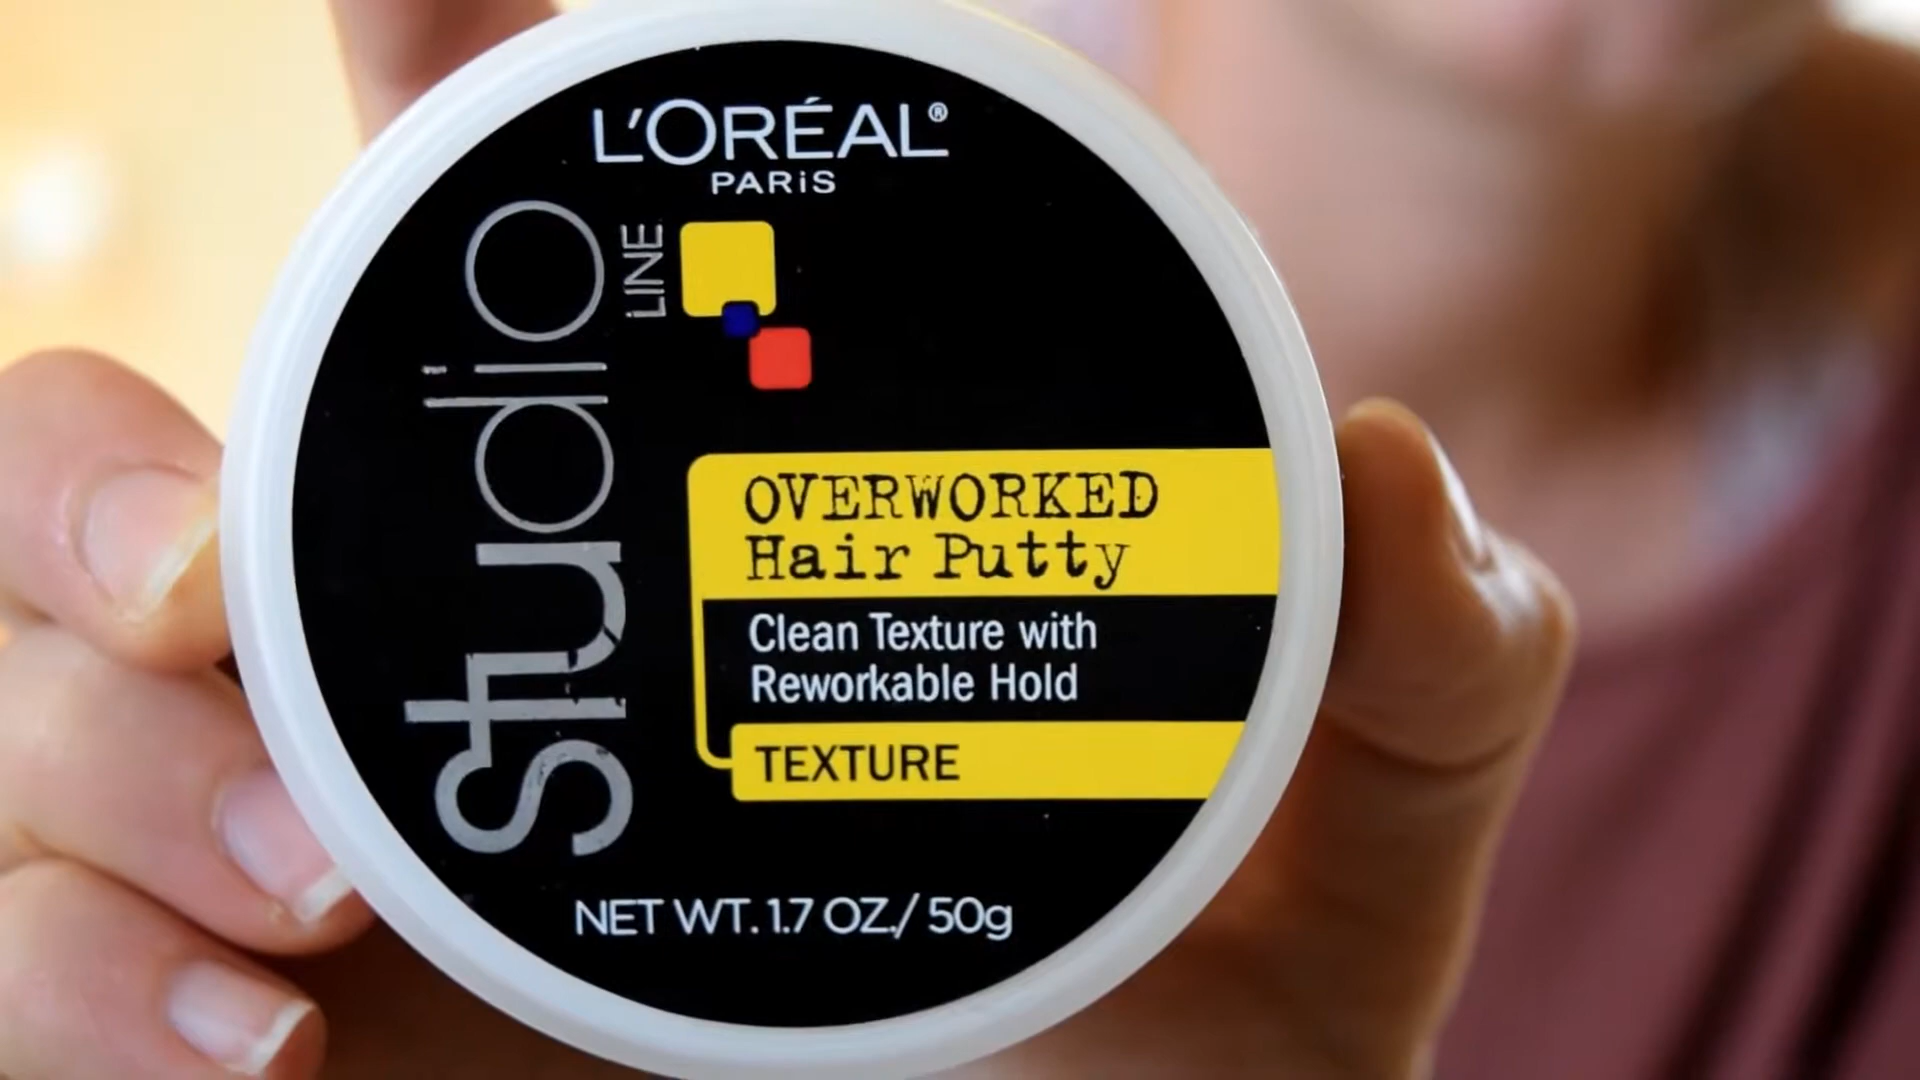 L'ORÉAL®
PARiS
Studio
LiNE
OVERWORKED
Hair Putty
Clean Texture with
Reworkable Hold
TEXTURE
NET WT. 1.7 OZ./ 50g